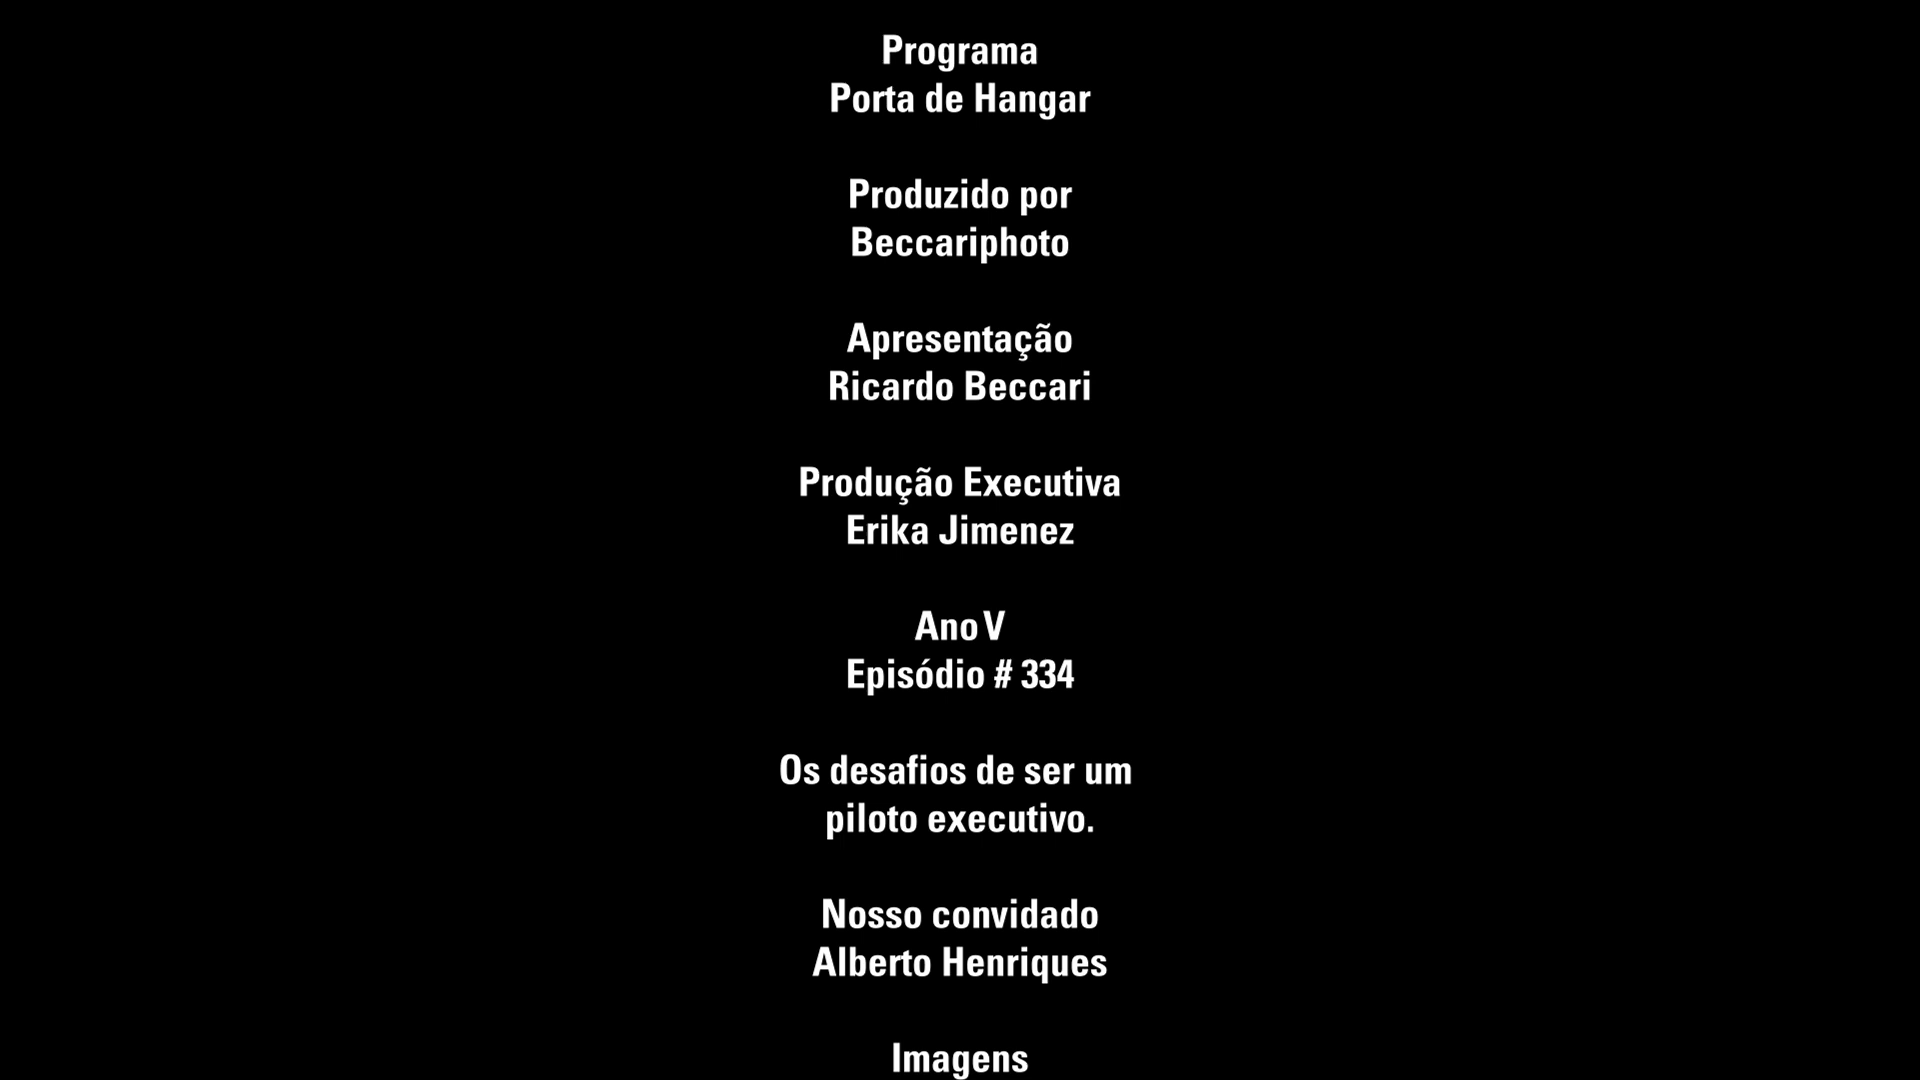 Programa
Porta de Hangar
Produzido por
Beccariphoto
Apresentação
Ricardo Beccari
Produção Executiva
Erika Jimenez
Ano V
Episódio # 334
Os desafios de ser um
piloto executivo.
Nosso convidado
Alberto Henriques
Imagens